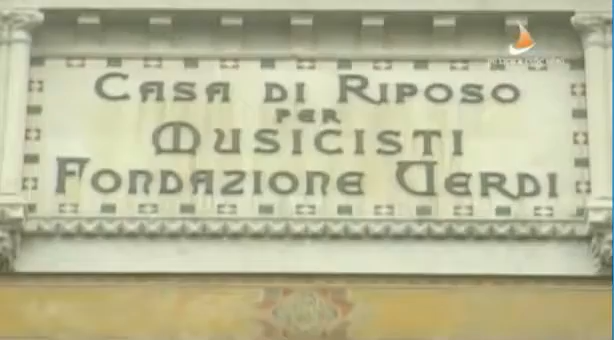 CASA DI RIPOSO
PER
MUSICISTI
FONDAZIONE VERDI